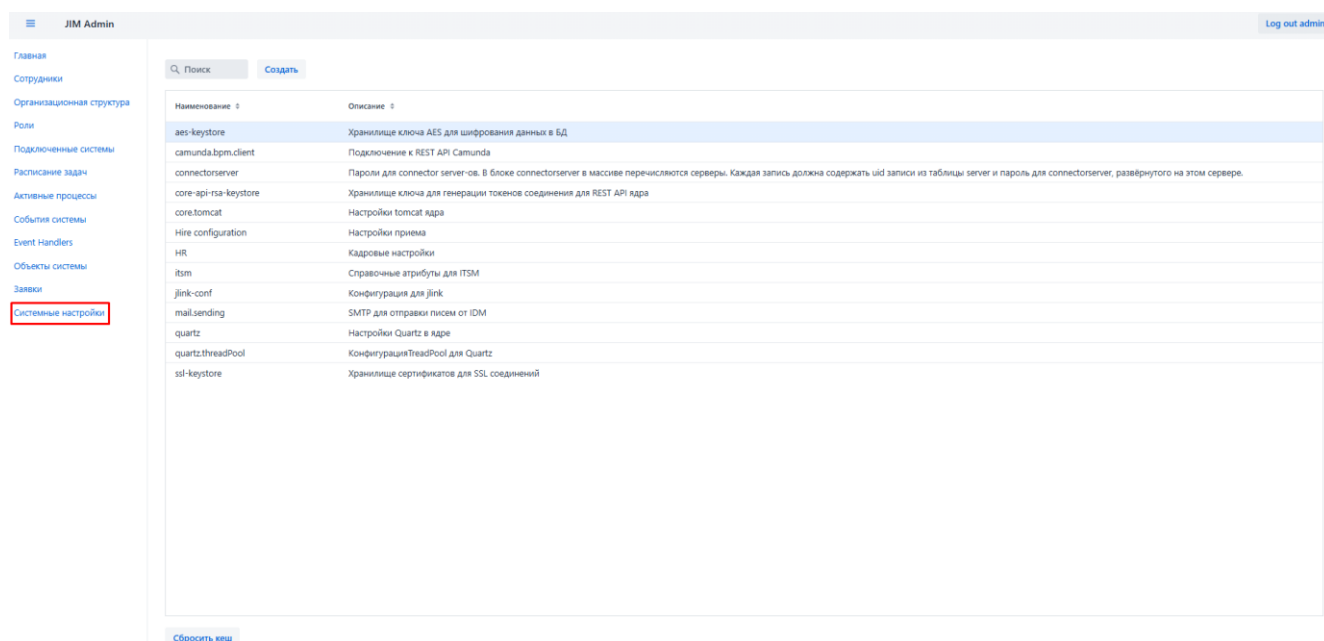 JIM Admin
Log out admin
Главная
Сотрудники
Организационная структура
Роли
Подключенные системы
Расписание задач
Активные процессы
События системы
Event Handlers
Объекты системы
Заявки
Системные настройки
Поиск Создать
Наименование Описание
aes-keystore Хранилище ключа AES для шифрования данных в БД
camunda.bpm.client Подключение к REST API Camunda
connectorserver Пароли для connector server-ов. В блоке connectorserver в массиве перечисляются серверы. Каждая запись должна содержать uid записи из таблицы server и пароль для connectorserver, развёрнутого на этом сервере.
core-api-rsa-keystore Хранилище ключа для генерации токенов соединения для REST API ядра
core.tomcat Настройки tomcat ядра
Hire configuration Настройки приема
HR Кадровые настройки
itsm Справочные атрибуты для ITSM
jlink-conf Конфигурация для jlink
mail.sending SMTP для отправки писем от IDM
quartz Настройки Quartz в ядре
quartz.threadPool КонфигурацияTreadPool для Quartz
ssl-keystore Хранилище сертификатов для SSL соединений
Сбросить кеш